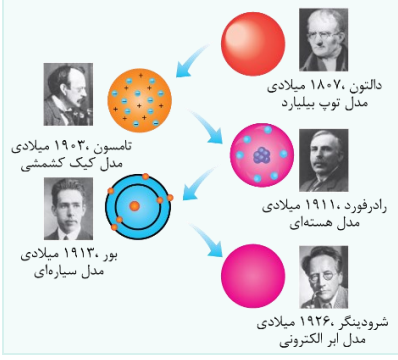 دالتون، ۱۸۰۷ میلادی
مدل توپ بیلیارد
تامسون، ۱۹۰۳ میلادی
مدل کیک کشمشی
رادرفورد، ۱۹۱۱ میلادی
مدل هسته‌ای
بور، ۱۹۱۳ میلادی
مدل سیاره‌ای
شرودینگر، ۱۹۲۶ میلادی
مدل ابر الکترونی